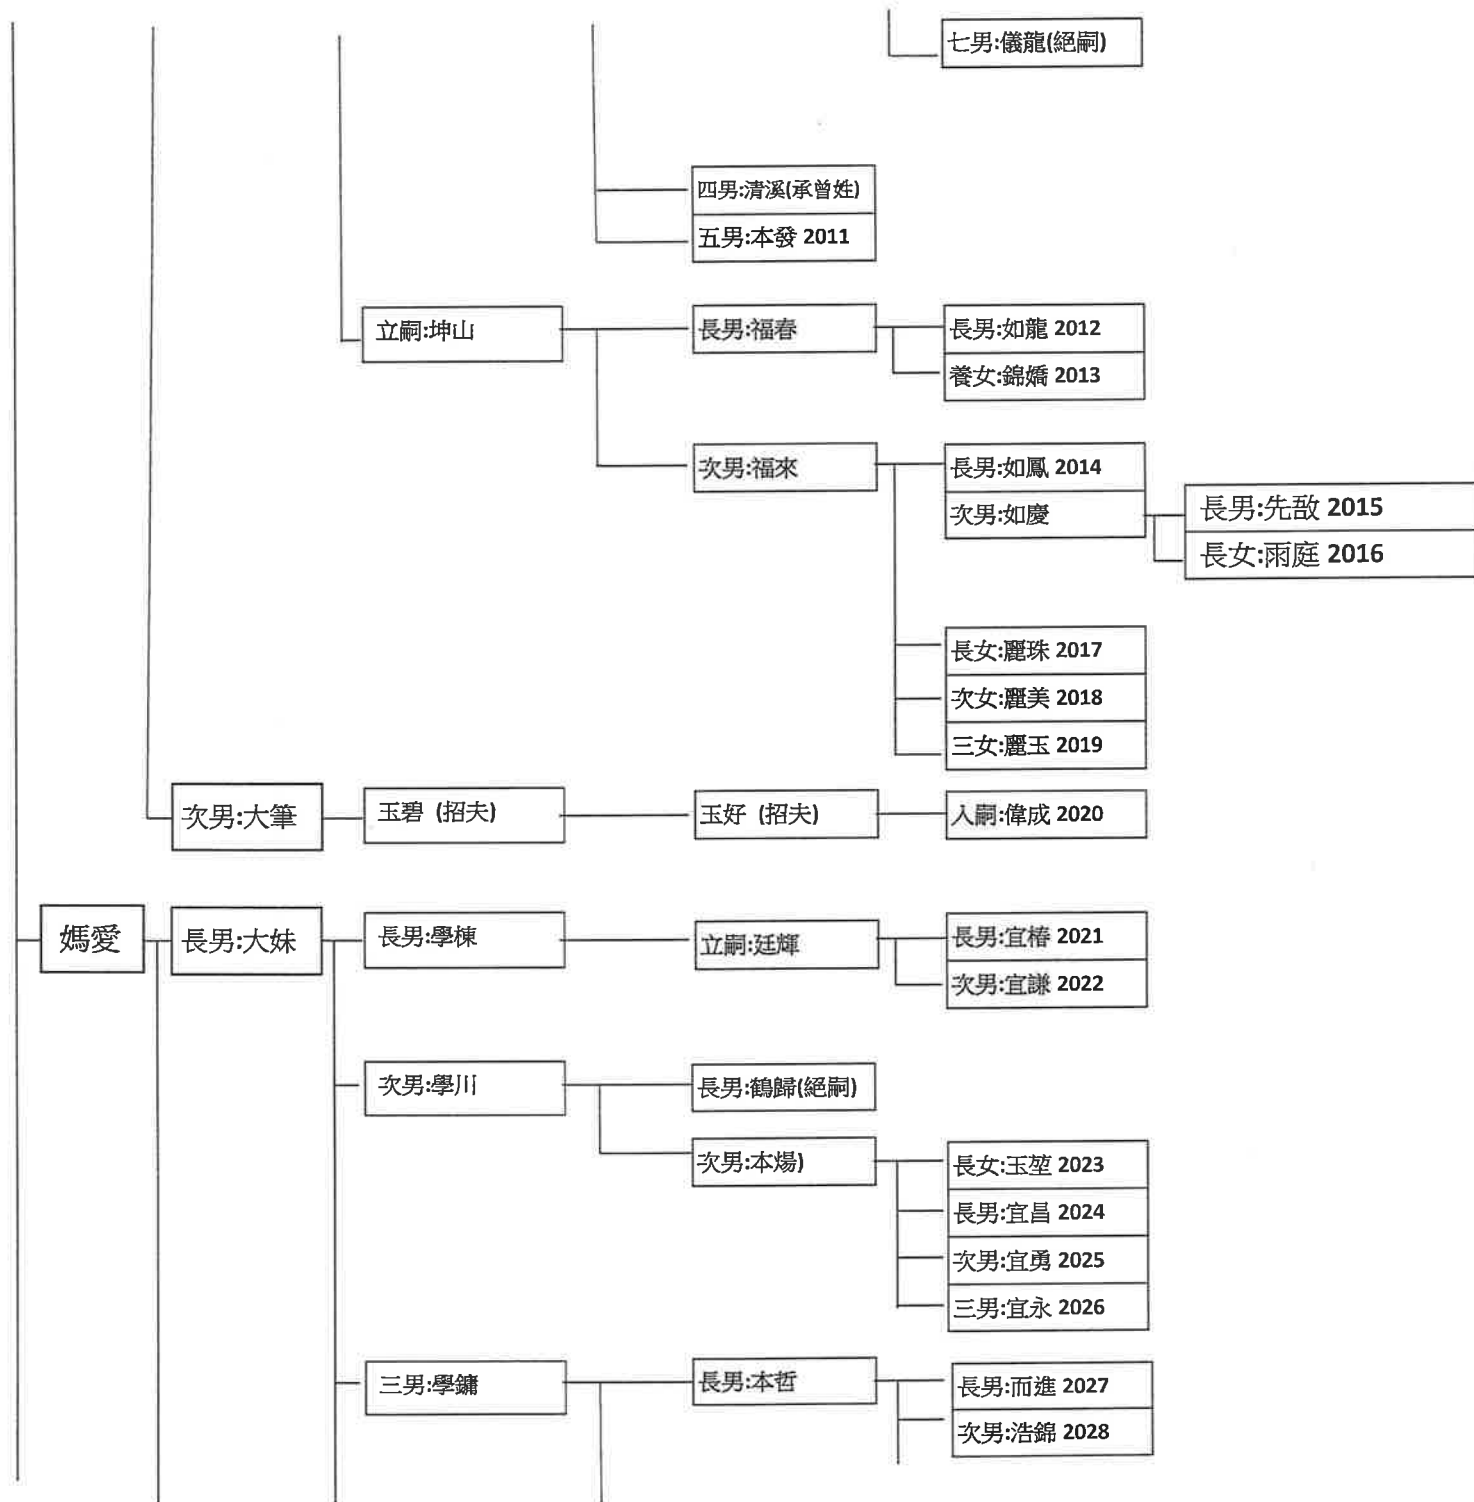 七男:儀龍(絕嗣)
四男:清溪(承曾姓)
五男:本發 2011
立嗣:坤山
長男:福春
長男:如龍 2012
養女:錦嬌 2013
次男:福來
長男:如鳳 2014
次男:如慶
長男:先敔 2015
長女:雨庭 2016
長女:麗珠 2017
次女:麗美 2018
三女:麗玉 2019
次男:大筆
玉碧 (招夫)
玉好 (招夫)
入嗣:偉成 2020
媽愛
長男:大妹
長男:學棟
立嗣:廷輝
長男:宜椿 2021
次男:宜謙 2022
次男:學川
長男:鶴歸(絕嗣)
次男:本煬)
長女:玉堃 2023
長男:宜昌 2024
次男:宜勇 2025
三男:宜永 2026
三男:學鏞
長男:本哲
長男:而進 2027
次男:浩錦 2028